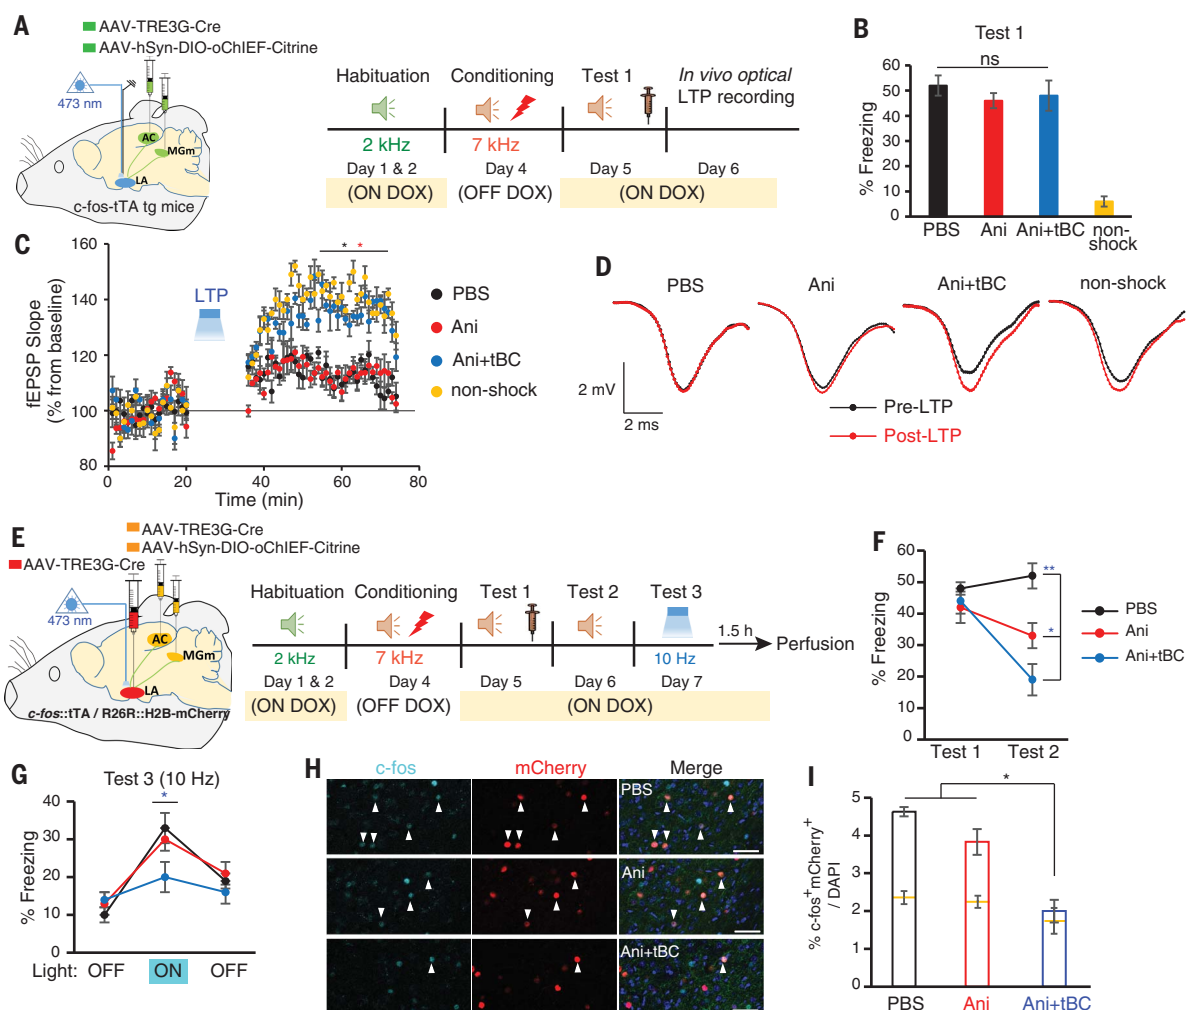 A
AAV-TRE3G-Cre
AAV-hSyn-DIO-oChIEF-Citrine
473 nm
AC
MGm
LA
c-fos-tTA tg mice
Habituation
Conditioning
Test 1
In vivo optical
LTP recording
2 kHz
7 kHz
Day 1 & 2
Day 4
Day 5
Day 6
(ON DOX)
(OFF DOX)
(ON DOX)
B
Test 1
ns
% Freezing
60
50
40
30
20
10
0
PBS
Ani
Ani+tBC
non-
shock
C
fEPSP Slope
(% from baseline)
160
140
120
100
80
LTP
* *
0
20
40
60
80
Time (min)
PBS
Ani
Ani+tBC
non-shock
D
PBS
Ani
Ani+tBC
non-shock
2 mV
2 ms
Pre-LTP
Post-LTP
E
AAV-TRE3G-Cre
AAV-hSyn-DIO-oChIEF-Citrine
AAV-TRE3G-Cre
473 nm
AC
MGm
LA
c-fos::tTA / R26R::H2B-mCherry
Habituation
Conditioning
Test 1
Test 2
Test 3
2 kHz
7 kHz
10 Hz
1.5 h
Perfusion
Day 1 & 2
Day 4
Day 5
Day 6
Day 7
(ON DOX)
(OFF DOX)
(ON DOX)
F
% Freezing
60
50
40
30
20
10
0
Test 1
Test 2
**
*
PBS
Ani
Ani+tBC
G
Test 3 (10 Hz)
*
% Freezing
40
30
20
10
0
Light:
OFF
ON
OFF
H
c-fos
mCherry
Merge
PBS
Ani
Ani+tBC
I
*
% c-fos+mCherry+
/ DAPI
5
4
3
2
1
0
PBS
Ani
Ani+tBC